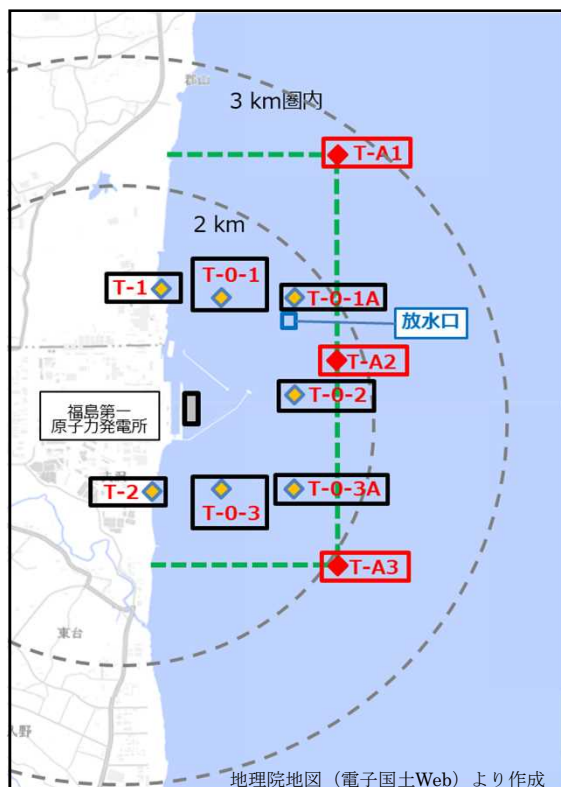 郡山
3 km圏内
T-A1
2 km
T-0-1
T-1
T-0-1A
放水口
T-A2
T-0-2
福島第一
原子力発電所
T-2
T-0-3
T-0-3A
T-A3
東台
地理院地図（電子国土Web）より作成